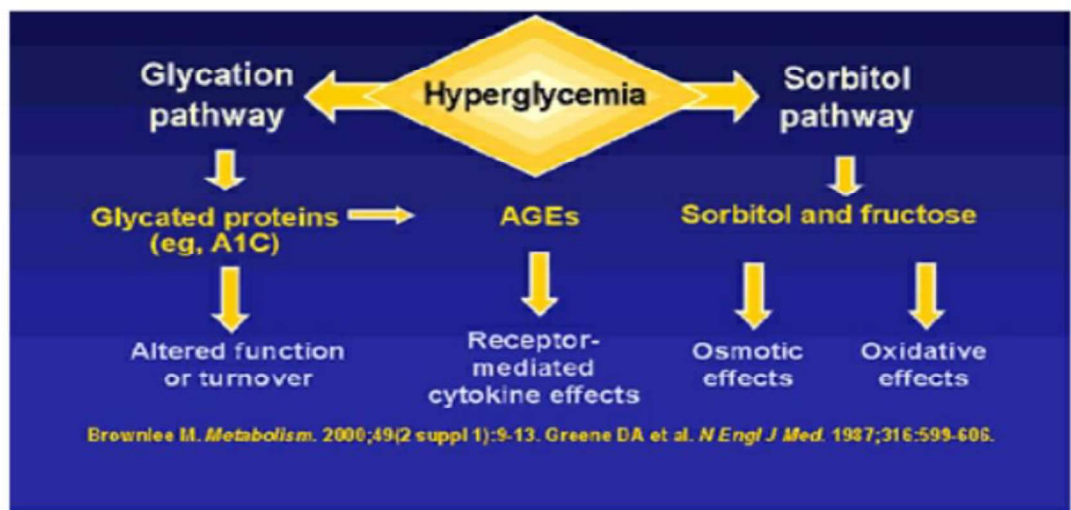 Glycation
pathway
Hyperglycemia
Sorbitol
pathway
Glycated proteins
(eg, A1C)
AGEs
Sorbitol and fructose
Altered function
or turnover
Receptor-
mediated
cytokine effects
Osmotic
effects
Oxidative
effects
Brownlee M. Metabolism. 2000;49(2 suppl 1):9-13. Greene DA et al. N Engl J Med. 1987;316:599-606.